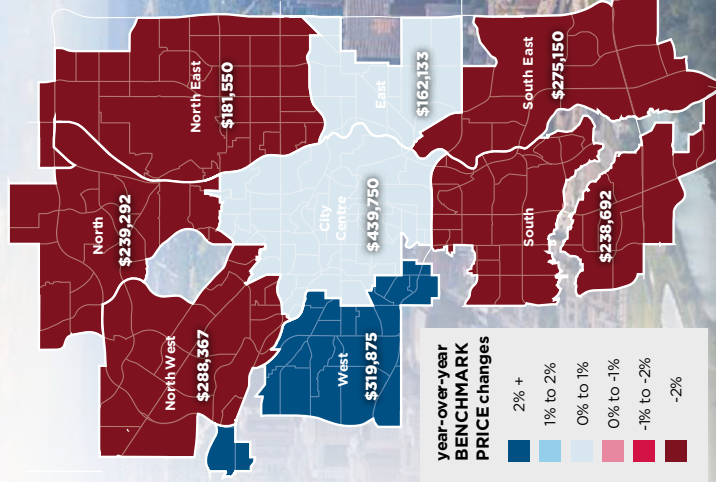 North West
$288,367
North
$239,292
North East
$181,550
West
$319,875
City
Centre
$439,750
East
$162,133
South
$238,692
South East
$275,150
year-over-year
BENCHMARK
PRICE changes
2% +
1% to 2%
0% to 1%
0% to -1%
-1% to -2%
-2%